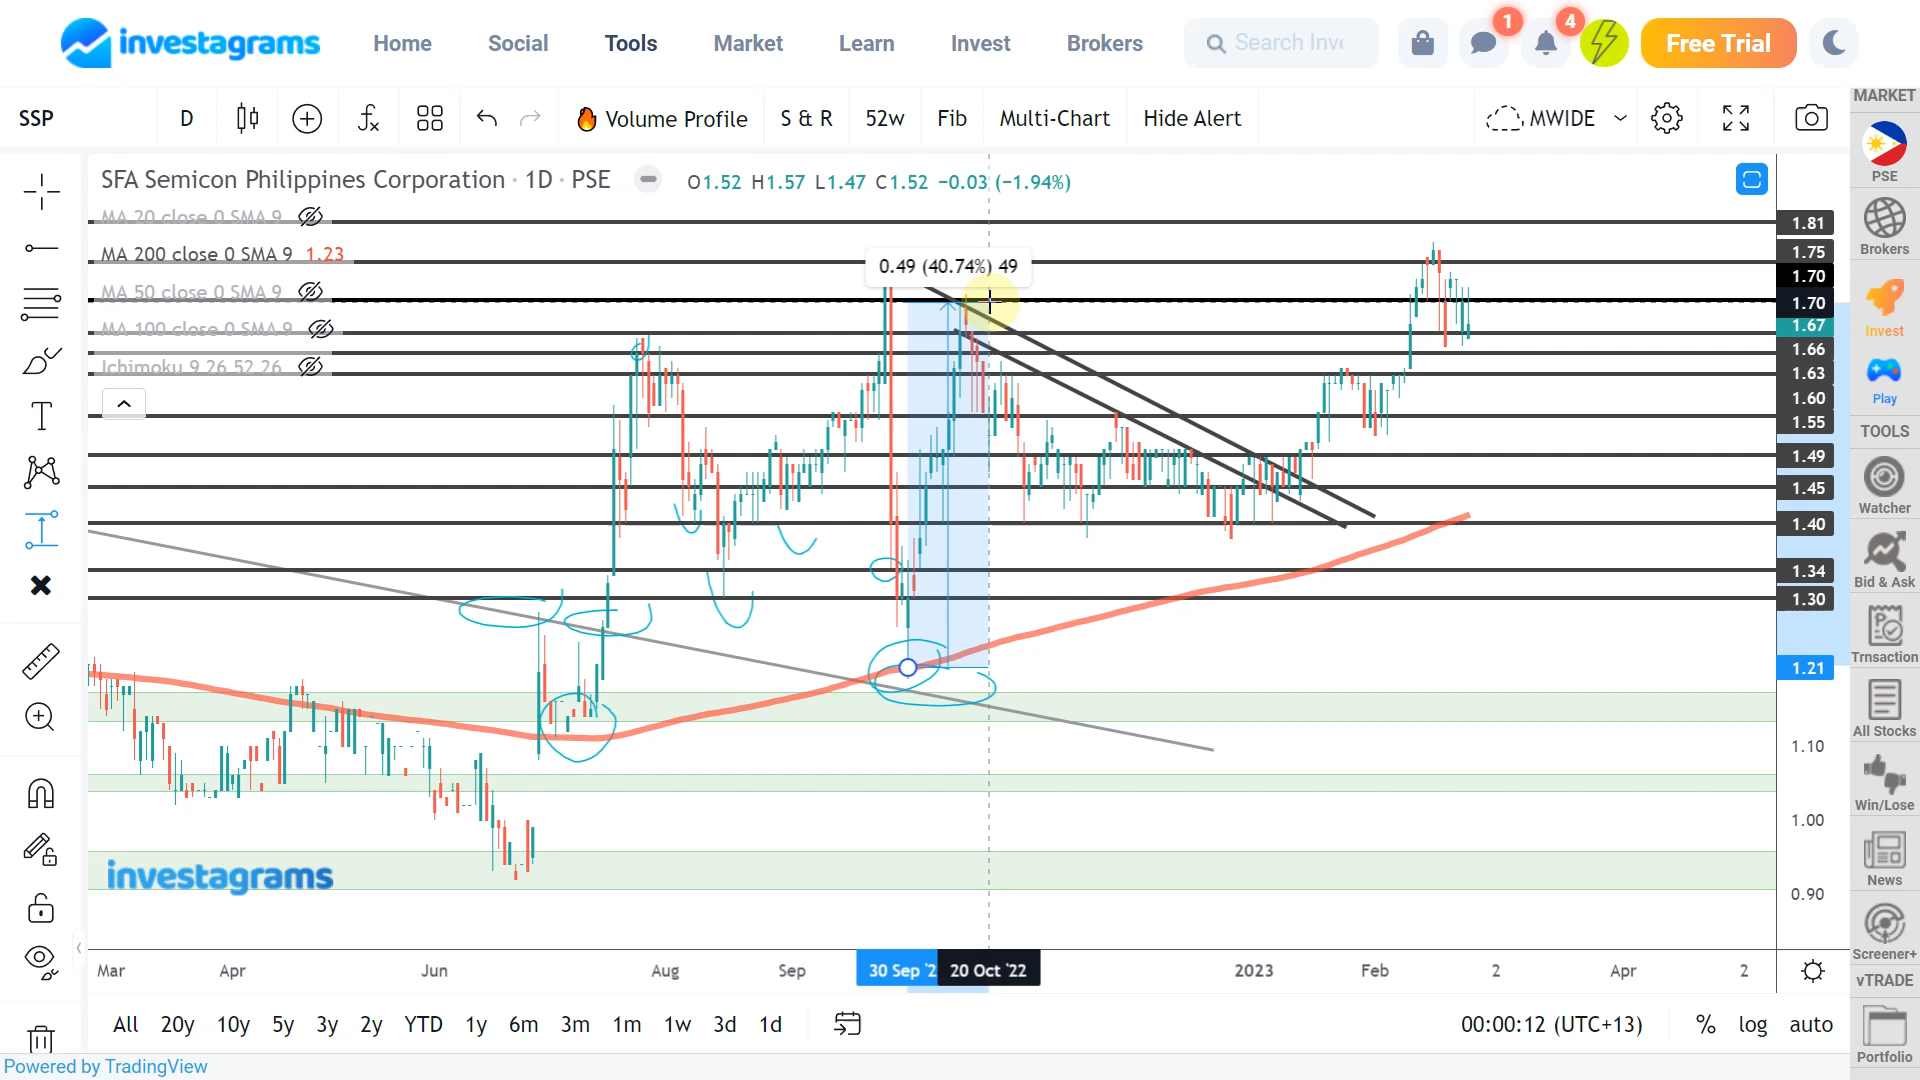 investagrams
Home Social Tools Market Learn Invest Brokers
Search Inve
1 4
Free Trial
SSP D Volume Profile S & R 52w Fib Multi-Chart Hide Alert MWIDE
SFA Semicon Philippines Corporation · 1D · PSE
O1.52 H1.57 L1.47 C1.52 −0.03 (−1.94%)
MA 20 close 0 SMA 9
MA 200 close 0 SMA 9 1.23
MA 50 close 0 SMA 9
MA 100 close 0 SMA 9
Ichimoku 9 26 52 26
0.49 (40.74%) 49
1.81
1.75
1.70
1.70
1.67
1.66
1.63
1.60
1.55
1.49
1.45
1.40
1.34
1.30
1.21
1.10
1.00
0.90
investagrams
Mar Apr Jun Aug Sep 30 Sep '2 20 Oct '22 2023 Feb 2 Apr 2
All 20y 10y 5y 3y 2y YTD 1y 6m 3m 1m 1w 3d 1d
00:00:12 (UTC+13) % log auto
Powered by TradingView
MARKET
PSE
Brokers
Invest
Play
TOOLS
Watcher
Bid & Ask
Trnsaction
All Stocks
Win/Lose
News
Screener+
vTRADE
Portfolio